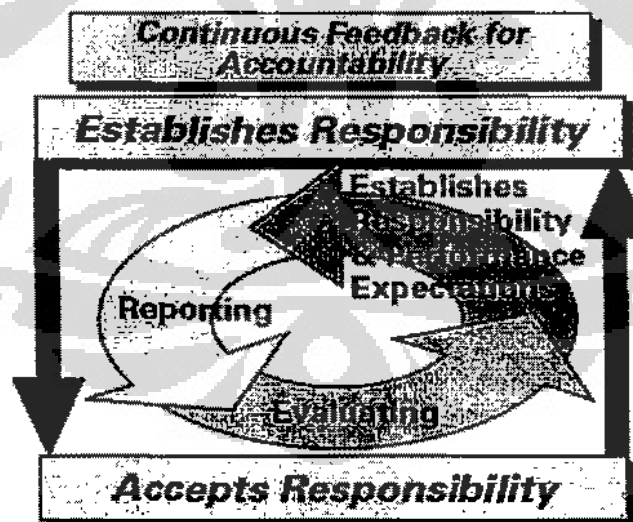 Continuous Feedback for
Accountability
Establishes Responsibility
Establishes
Responsibility
& Performance
Expectations
Reporting
Evaluating
Accepts Responsibility